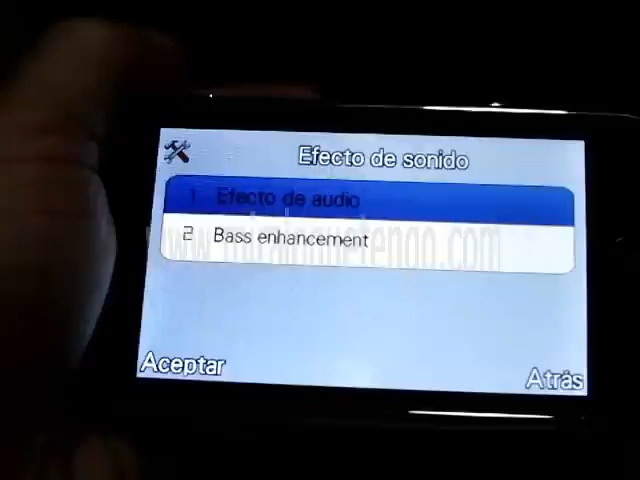 Efecto de sonido
1 Efecto de audio
2 Bass enhancement
Aceptar
Atrás